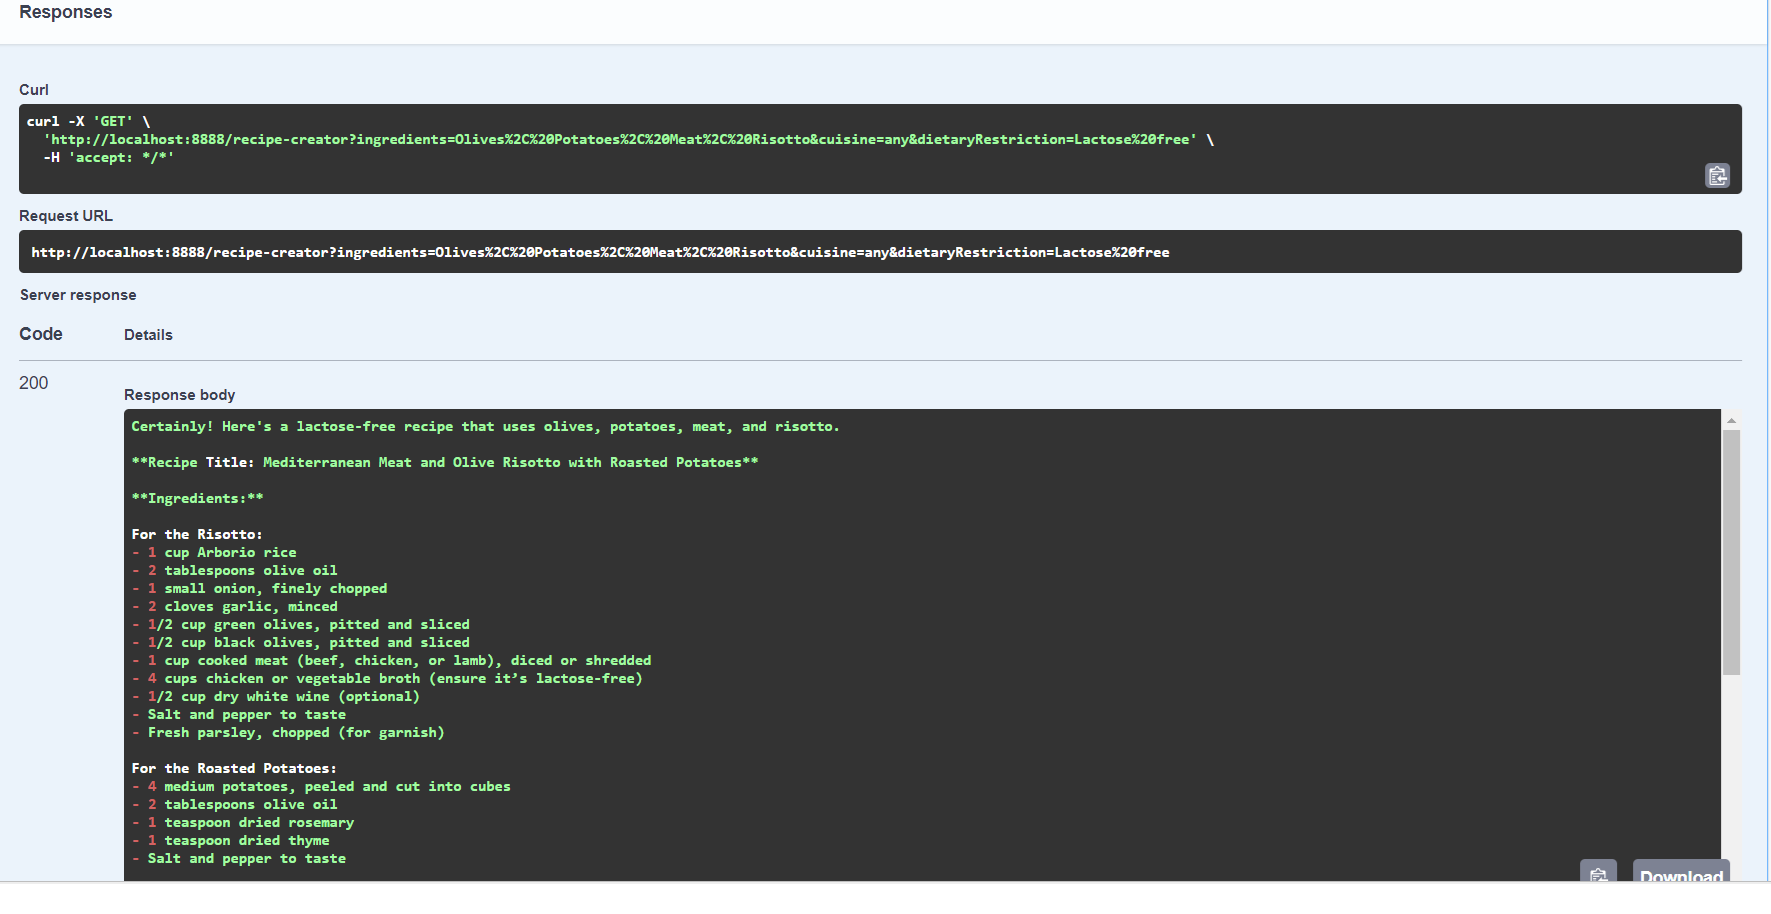 Responses
Curl
curl -X 'GET' \
'http://localhost:8888/recipe-creator?ingredients=Olives%2C%20Potatoes%2C%20Meat%2C%20Risotto&cuisine=any&dietaryRestriction=Lactose%20free' \
-H 'accept: */*'
Request URL
http://localhost:8888/recipe-creator?ingredients=Olives%2C%20Potatoes%2C%20Meat%2C%20Risotto&cuisine=any&dietaryRestriction=Lactose%20free
Server response
Code Details
200
Response body
Certainly! Here's a lactose-free recipe that uses olives, potatoes, meat, and risotto.
**Recipe Title: Mediterranean Meat and Olive Risotto with Roasted Potatoes**
**Ingredients:**
For the Risotto:
- 1 cup Arborio rice
- 2 tablespoons olive oil
- 1 small onion, finely chopped
- 2 cloves garlic, minced
- 1/2 cup green olives, pitted and sliced
- 1/2 cup black olives, pitted and sliced
- 1 cup cooked meat (beef, chicken, or lamb), diced or shredded
- 4 cups chicken or vegetable broth (ensure it’s lactose-free)
- 1/2 cup dry white wine (optional)
- Salt and pepper to taste
- Fresh parsley, chopped (for garnish)
For the Roasted Potatoes:
- 4 medium potatoes, peeled and cut into cubes
- 2 tablespoons olive oil
- 1 teaspoon dried rosemary
- 1 teaspoon dried thyme
- Salt and pepper to taste
Download